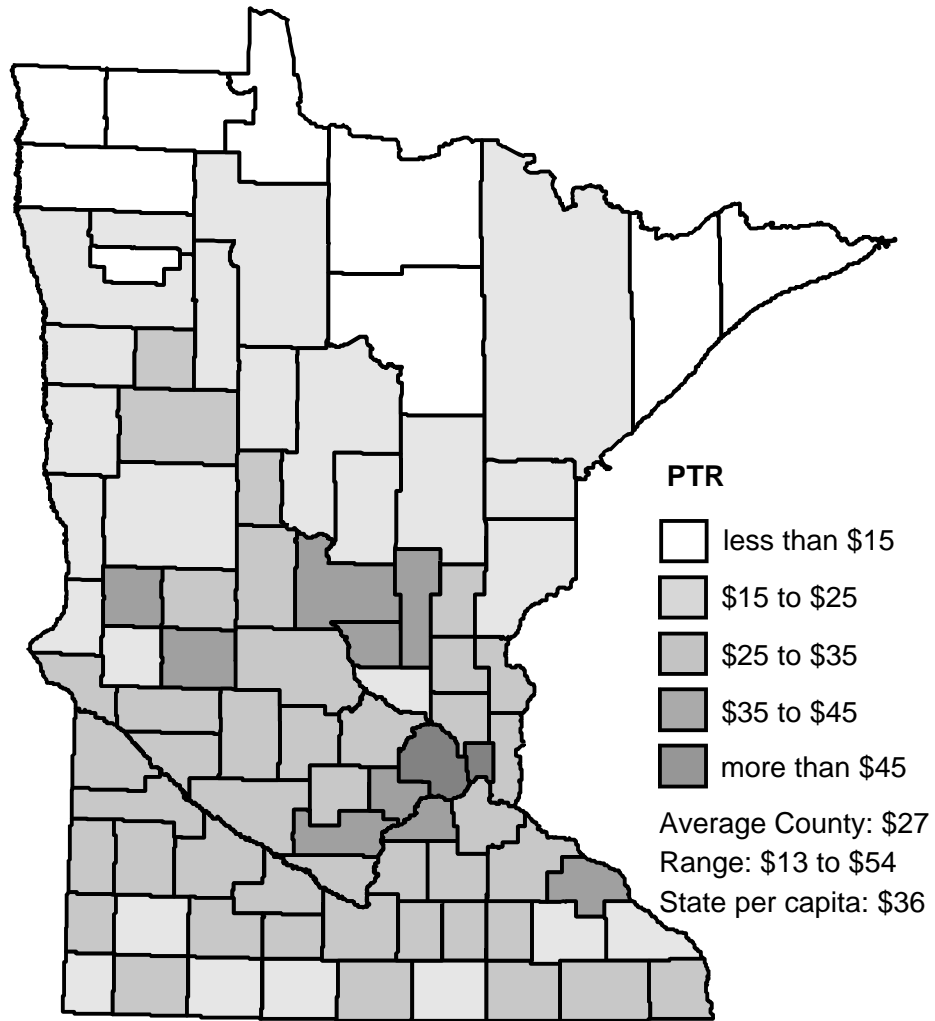 PTR
less than $15
$15 to $25
$25 to $35
$35 to $45
more than $45
Average County: $27
Range: $13 to $54
State per capita: $36